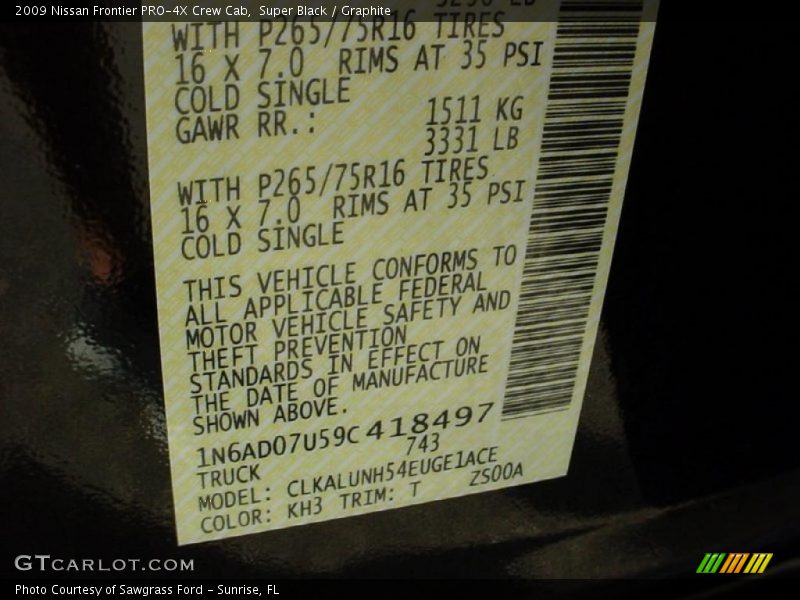 2009 Nissan Frontier PRO-4X Crew Cab, Super Black / Graphite
WITH P265/75R16 TIRES
16 X 7.0 RIMS AT 35 PSI
COLD SINGLE
GAWR RR.: 1511 KG
3331 LB
WITH P265/75R16 TIRES
16 X 7.0 RIMS AT 35 PSI
COLD SINGLE
THIS VEHICLE CONFORMS TO
ALL APPLICABLE FEDERAL
MOTOR VEHICLE SAFETY AND
THEFT PREVENTION
STANDARDS IN EFFECT ON
THE DATE OF MANUFACTURE
SHOWN ABOVE.
1N6AD07U59C418497
TRUCK 743
MODEL: CLKALUNH54EUGE1ACE
COLOR: KH3 TRIM: T ZS00A
GTCARLOT.COM
Photo Courtesy of Sawgrass Ford - Sunrise, FL